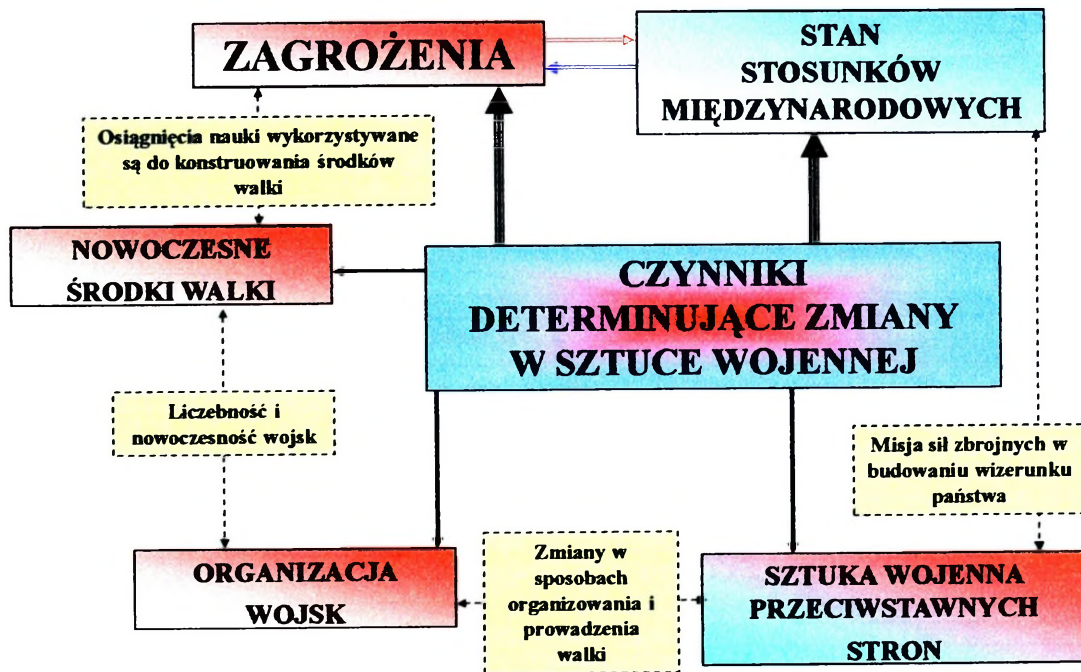 ZAGROŻENIA
STAN
STOSUNKÓW
MIĘDZYNARODOWYCH
Osiągnięcia nauki wykorzystywane
są do konstruowania środków
walki
NOWOCZESNE
ŚRODKI WALKI
CZYNNIKI
DETERMINUJĄCE ZMIANY
W SZTUCE WOJENNEJ
Liczebność i
nowoczesność wojsk
Misja sił zbrojnych w
budowaniu wizerunku
państwa
ORGANIZACJA
WOJSK
Zmiany w
sposobach
organizowania i
prowadzenia
walki
SZTUKA WOJENNA
PRZECIWSTAWNYCH
STRON